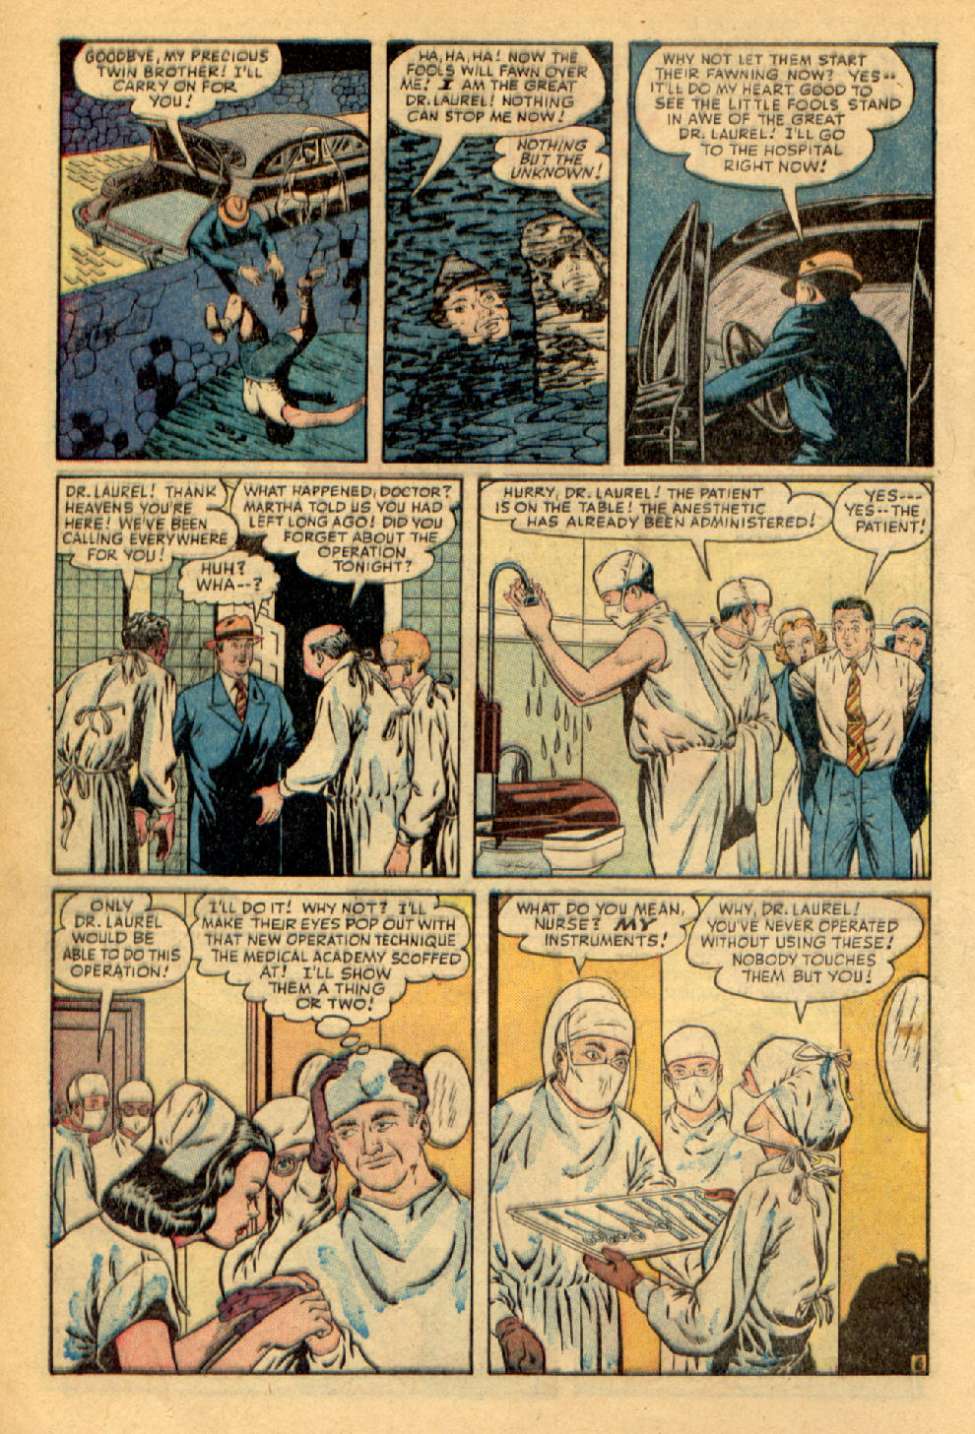 GOODBYE, MY PRECIOUS
TWIN BROTHER! I'LL
CARRY ON FOR
YOU!
HA, HA, HA! NOW THE
FOOLS WILL FAWN OVER
ME! I AM THE GREAT
DR. LAUREL! NOTHING
CAN STOP ME NOW!
NOTHING
BUT THE
UNKNOWN!
WHY NOT LET THEM START
THEIR FAWNING NOW? YES--
IT'LL DO MY HEART GOOD TO
SEE THE LITTLE FOOLS STAND
IN AWE OF THE GREAT
DR. LAUREL! I'LL GO
TO THE HOSPITAL
RIGHT NOW!
DR. LAUREL! THANK
HEAVENS YOU'RE
HERE! WE'VE BEEN
CALLING EVERYWHERE
FOR YOU!
HUH?
WHA--?
WHAT HAPPENED, DOCTOR?
MARTHA TOLD US YOU HAD
LEFT LONG AGO! DID YOU
FORGET ABOUT THE
OPERATION
TONIGHT?
HURRY, DR. LAUREL! THE PATIENT
IS ON THE TABLE! THE ANESTHETIC
HAS ALREADY BEEN ADMINISTERED!
YES---
YES--THE
PATIENT!
ONLY
DR. LAUREL
WOULD BE
ABLE TO DO THIS
OPERATION!
I'LL DO IT! WHY NOT? I'LL
MAKE THEIR EYES POP OUT WITH
THAT NEW OPERATION TECHNIQUE
THE MEDICAL ACADEMY SCOFFED
AT! I'LL SHOW
THEM A THING
OR TWO!
WHAT DO YOU MEAN,
NURSE? MY
INSTRUMENTS!
WHY, DR. LAUREL!
YOU'VE NEVER OPERATED
WITHOUT USING THESE!
NOBODY TOUCHES
THEM BUT YOU!